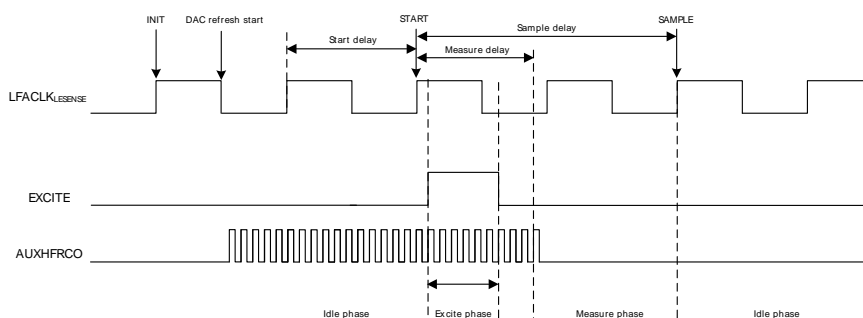 INIT
DAC refresh start
START
SAMPLE
Start delay
Sample delay
Measure delay
LFACLKLESENSE
EXCITE
AUXHFRCO
Idle phase
Excite phase
Measure phase
Idle phase